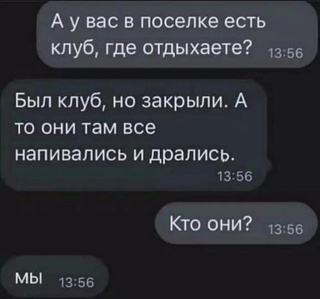 А у вас в поселке есть
клуб, где отдыхаете? 13:56
Был клуб, но закрыли. А
то они там все
напивались и дрались.
13:56
Кто они? 13:56
мы 13:56